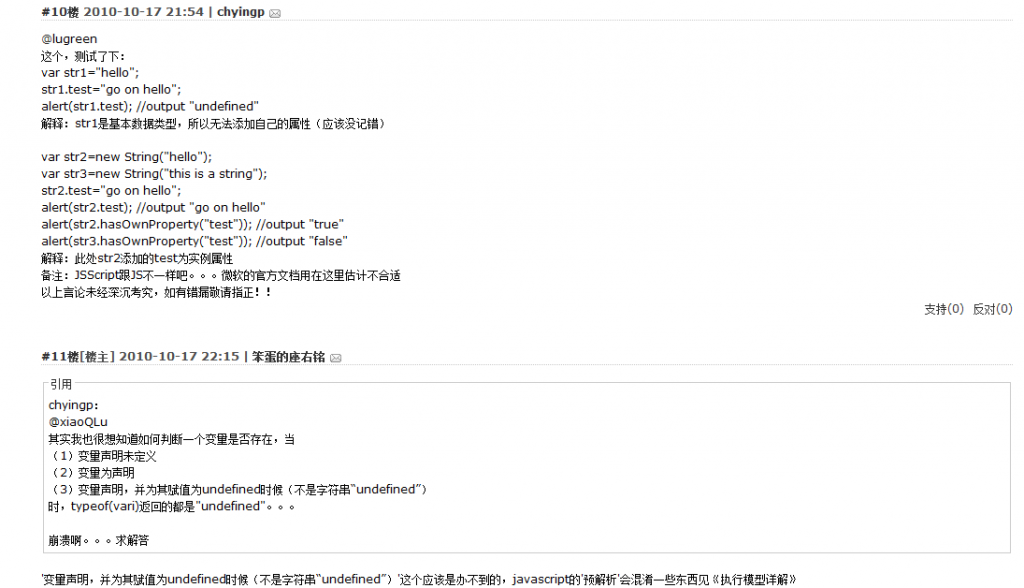 #10楼 2010-10-17 21:54 | chyingp
@lugreen
这个，测试了下：
var str1="hello";
str1.test="go on hello";
alert(str1.test); //output "undefined"
解释：str1是基本数据类型，所以无法添加自己的属性（应该没记错）
var str2=new String("hello");
var str3=new String("this is a string");
str2.test="go on hello";
alert(str2.test); //output "go on hello"
alert(str2.hasOwnProperty("test")); //output "true"
alert(str3.hasOwnProperty("test")); //output "false"
解释：此处str2添加的test为实例属性
备注：JSScript跟JS不一样吧。。。微软的官方文档用在这里估计不合适
以上言论未经深沉考究，如有错漏敬请指正！！
支持(0) 反对(0)
#11楼[楼主] 2010-10-17 22:15 | 笨蛋的座右铭
引用
chyingp：
@xiaoQLu
其实我也很想知道如何判断一个变量是否存在，当
（1）变量声明未定义
（2）变量为声明
（3）变量声明，并为其赋值为undefined时候（不是字符串“undefined”）
时，typeof(vari)返回的都是"undefined"。。。
崩溃啊。。。求解答
'变量声明，并为其赋值为undefined时候（不是字符串“undefined”）'这个应该是办不到的，javascript的'预解析'会混淆一些东西见《执行模型详解》